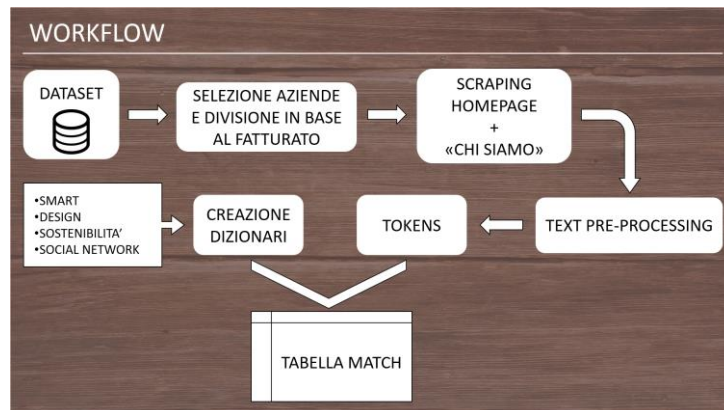 WORKFLOW
DATASET
SELEZIONE AZIENDE
E DIVISIONE IN BASE
AL FATTURATO
SCRAPING
HOMEPAGE
+
«CHI SIAMO»
•SMART
•DESIGN
•SOSTENIBILITA’
•SOCIAL NETWORK
CREAZIONE
DIZIONARI
TOKENS
TEXT PRE-PROCESSING
TABELLA MATCH